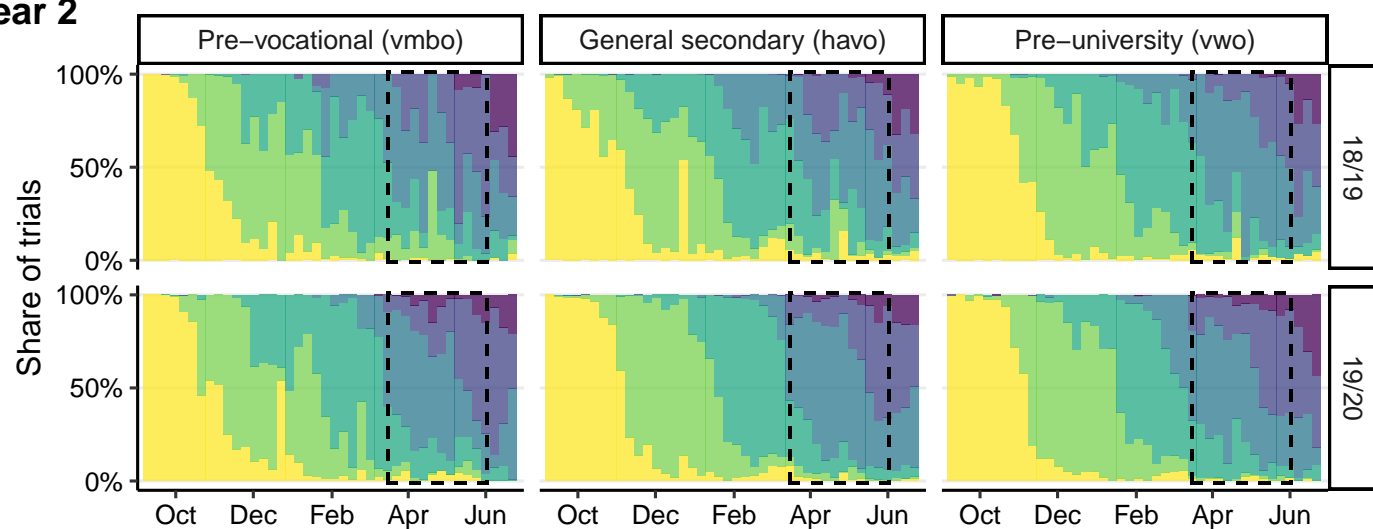 ear 2
Pre−vocational (vmbo) General secondary (havo) Pre−university (vwo)
Share of trials
100%
50%
0%
18/19
100%
50%
0%
19/20
Oct Dec Feb Apr Jun Oct Dec Feb Apr Jun Oct Dec Feb Apr Jun